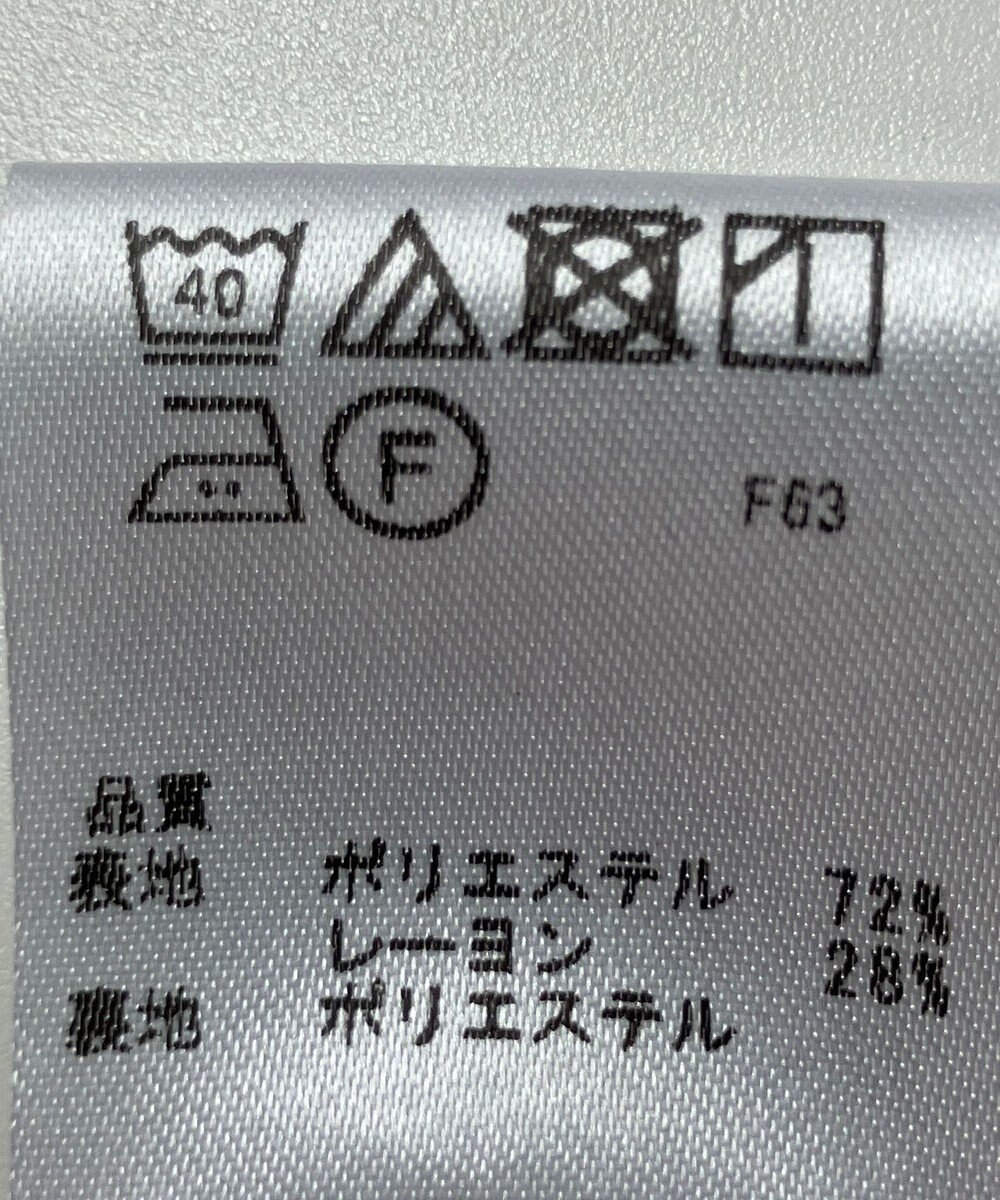 40
F F63
品質
表地 ポリエステル 72%
レーヨン 28%
裏地 ポリエステル